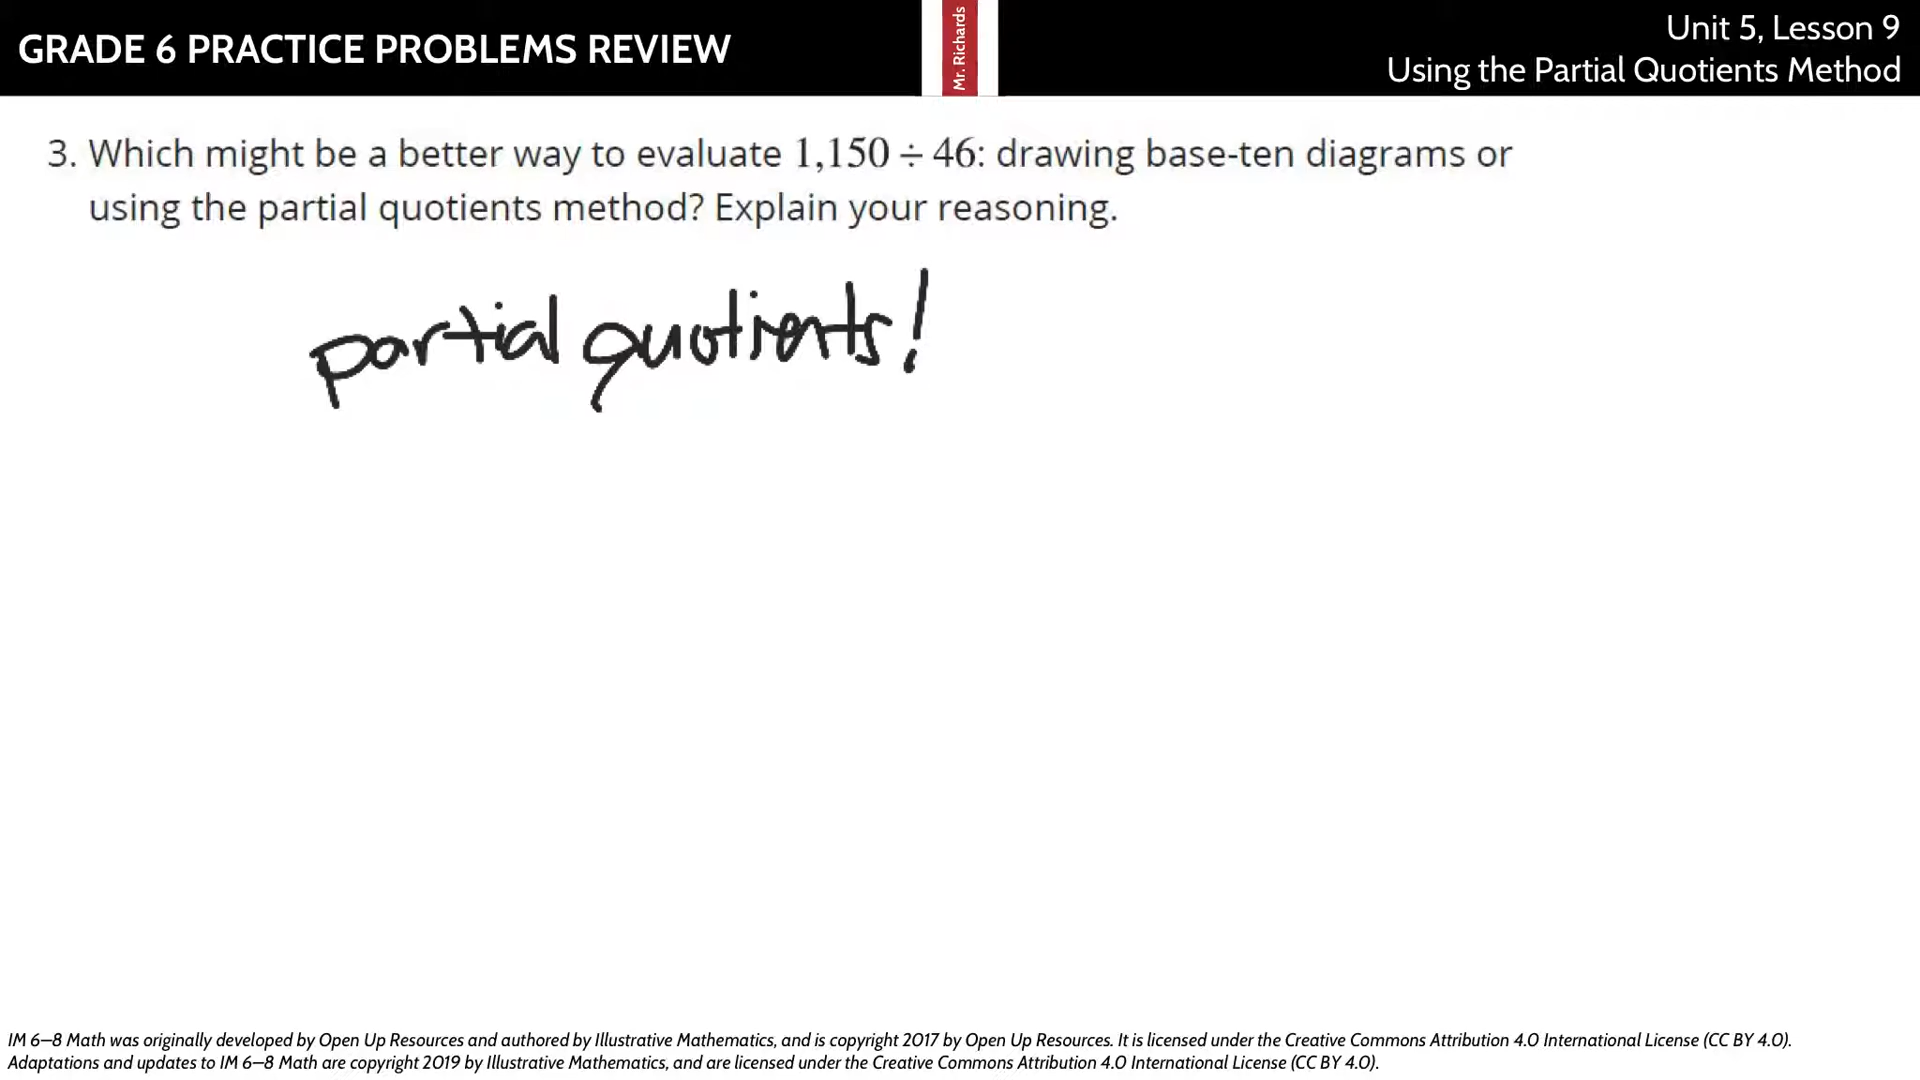 GRADE 6 PRACTICE PROBLEMS REVIEW
Mr. Richards
Unit 5, Lesson 9
Using the Partial Quotients Method
3. Which might be a better way to evaluate 1,150 ÷ 46: drawing base-ten diagrams or
using the partial quotients method? Explain your reasoning.
partial quotients!
IM 6–8 Math was originally developed by Open Up Resources and authored by Illustrative Mathematics, and is copyright 2017 by Open Up Resources. It is licensed under the Creative Commons Attribution 4.0 International License (CC BY 4.0).
Adaptations and updates to IM 6–8 Math are copyright 2019 by Illustrative Mathematics, and are licensed under the Creative Commons Attribution 4.0 International License (CC BY 4.0).